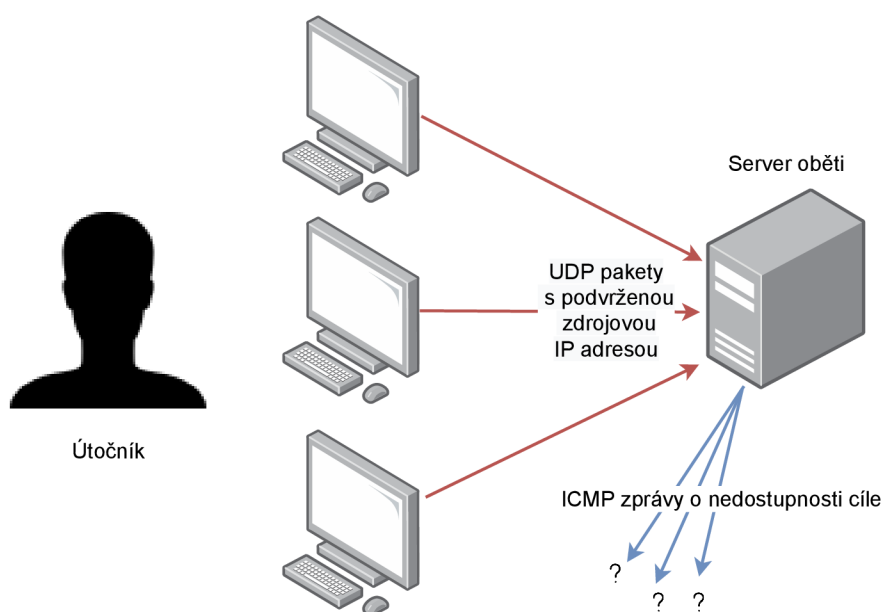 Server oběti
UDP pakety
s podvrženou
zdrojovou
IP adresou
Útočník
ICMP zprávy o nedostupnosti cíle
?
? ?